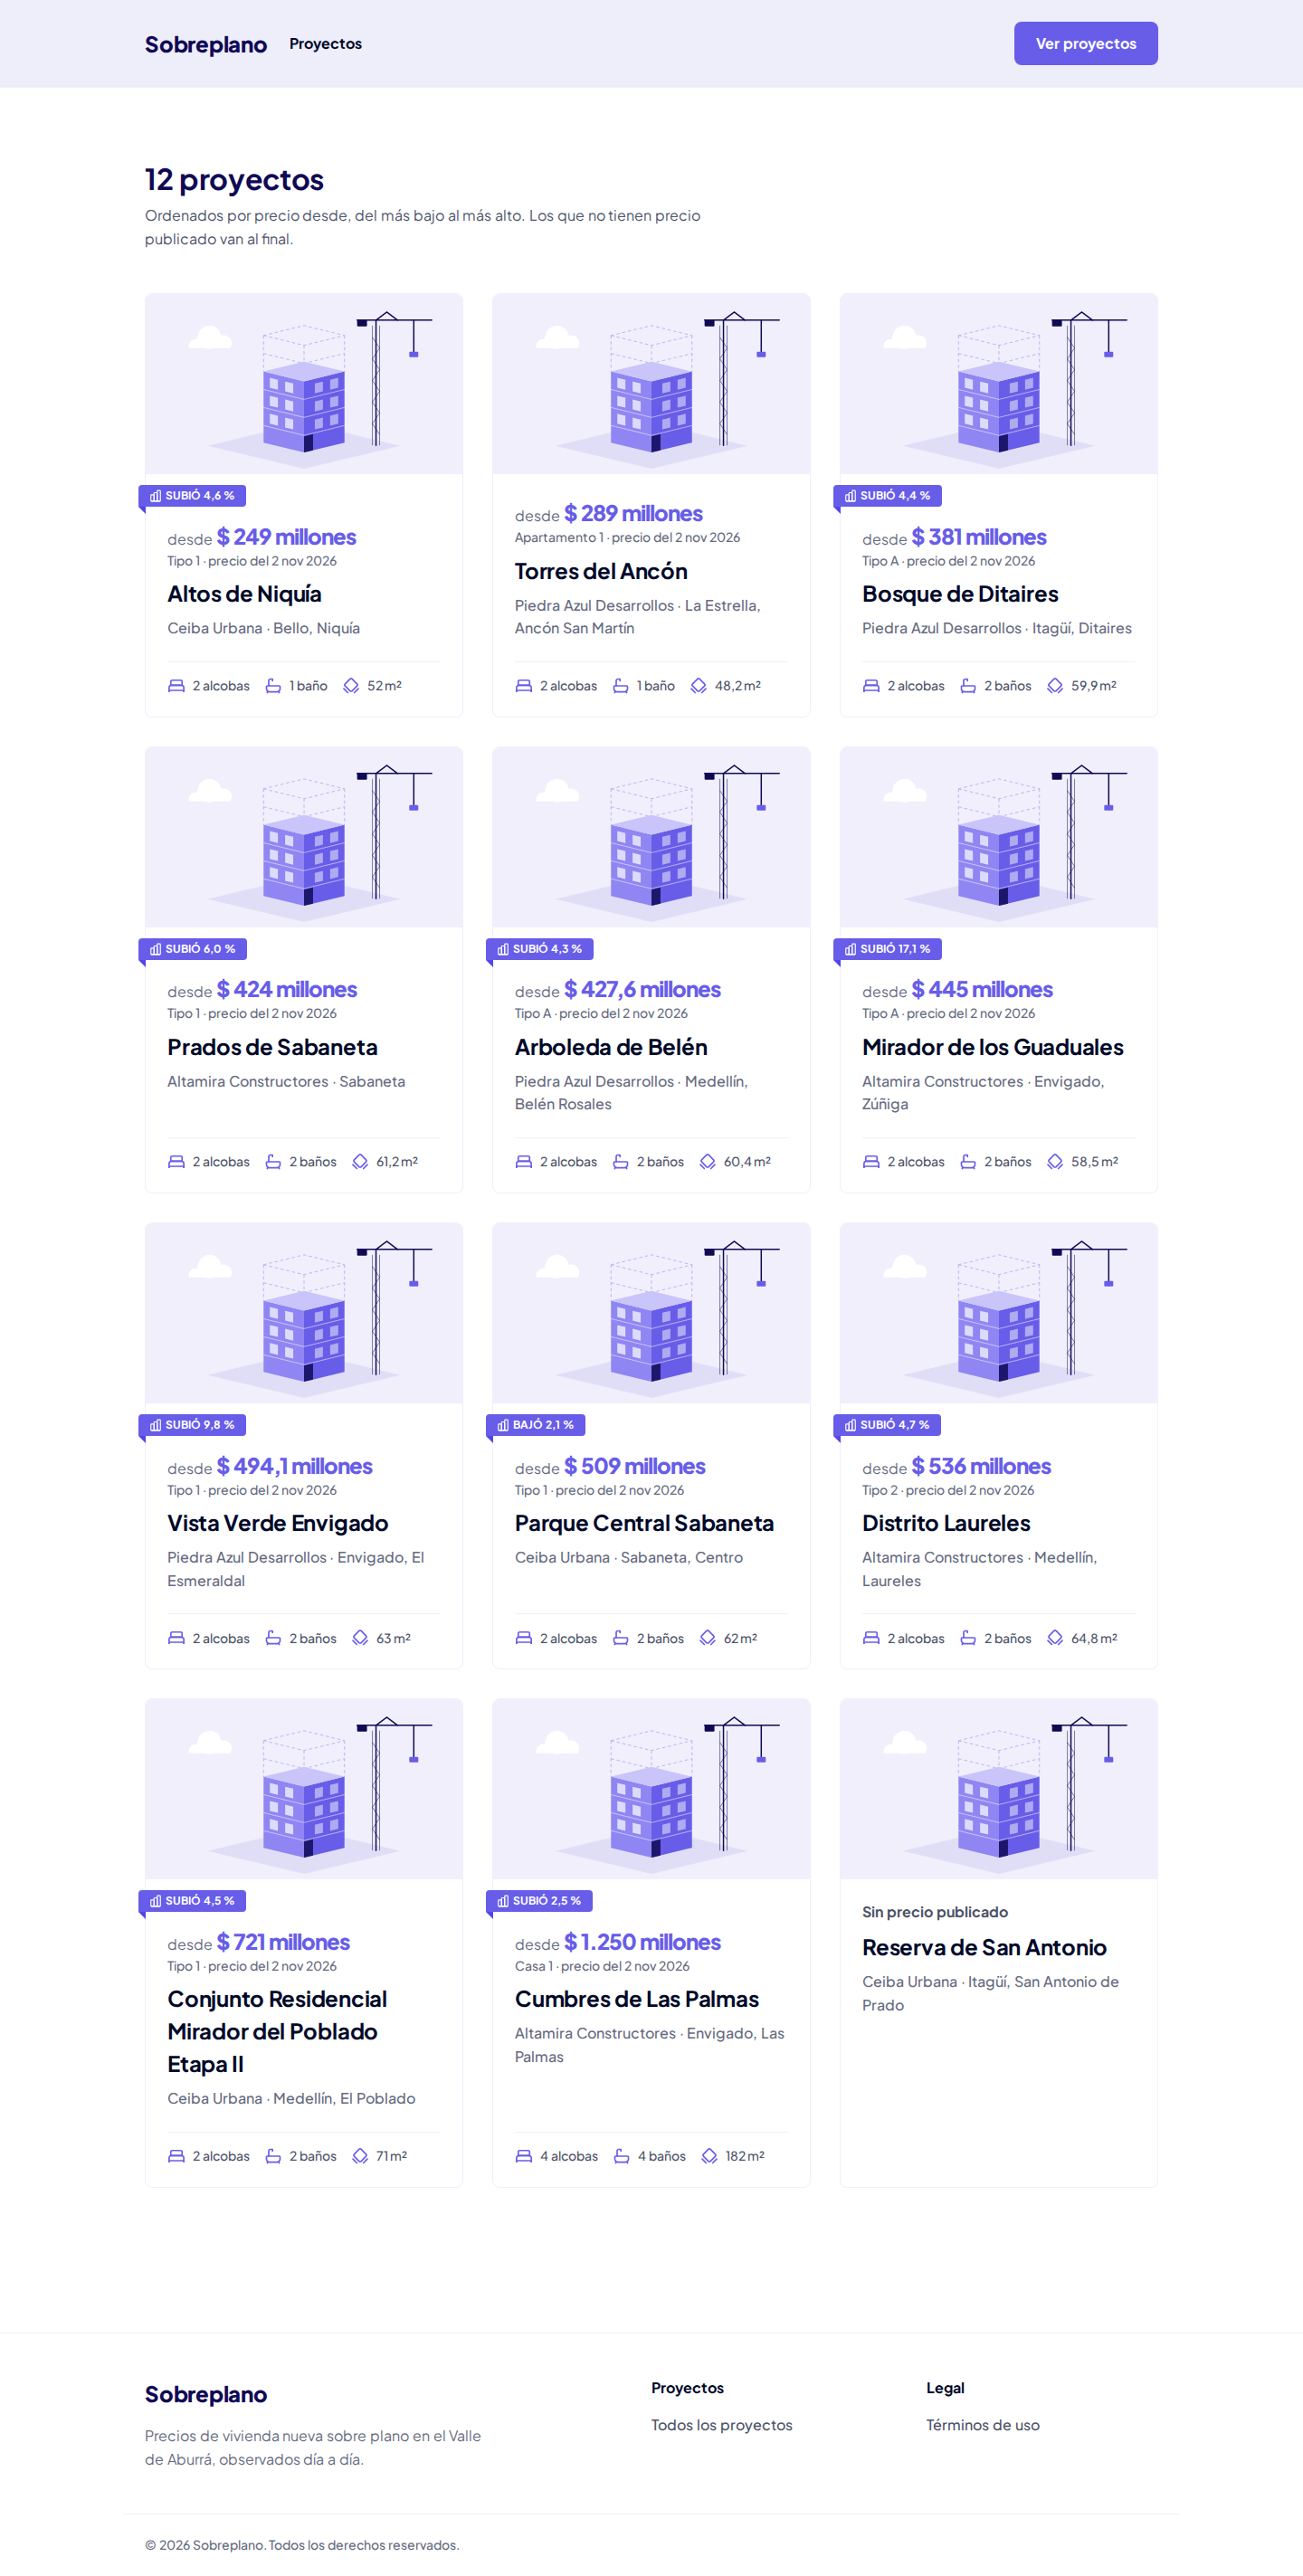 Sobreplano
Proyectos
Ver proyectos
12 proyectos
Ordenados por precio desde, del más bajo al más alto. Los que no tienen precio
publicado van al final.
SUBIÓ 4,6 %
desde $ 249 millones
Tipo 1 · precio del 2 nov 2026
Altos de Niquía
Ceiba Urbana · Bello, Niquía
2 alcobas 1 baño 52 m²
desde $ 289 millones
Apartamento 1 · precio del 2 nov 2026
Torres del Ancón
Piedra Azul Desarrollos · La Estrella,
Ancón San Martín
2 alcobas 1 baño 48,2 m²
SUBIÓ 4,4 %
desde $ 381 millones
Tipo A · precio del 2 nov 2026
Bosque de Ditaires
Piedra Azul Desarrollos · Itagüí, Ditaires
2 alcobas 2 baños 59,9 m²
SUBIÓ 6,0 %
desde $ 424 millones
Tipo 1 · precio del 2 nov 2026
Prados de Sabaneta
Altamira Constructores · Sabaneta
2 alcobas 2 baños 61,2 m²
SUBIÓ 4,3 %
desde $ 427,6 millones
Tipo A · precio del 2 nov 2026
Arboleda de Belén
Piedra Azul Desarrollos · Medellín,
Belén Rosales
2 alcobas 2 baños 60,4 m²
SUBIÓ 17,1 %
desde $ 445 millones
Tipo A · precio del 2 nov 2026
Mirador de los Guaduales
Altamira Constructores · Envigado,
Zúñiga
2 alcobas 2 baños 58,5 m²
SUBIÓ 9,8 %
desde $ 494,1 millones
Tipo 1 · precio del 2 nov 2026
Vista Verde Envigado
Piedra Azul Desarrollos · Envigado, El
Esmeraldal
2 alcobas 2 baños 63 m²
BAJÓ 2,1 %
desde $ 509 millones
Tipo 1 · precio del 2 nov 2026
Parque Central Sabaneta
Ceiba Urbana · Sabaneta, Centro
2 alcobas 2 baños 62 m²
SUBIÓ 4,7 %
desde $ 536 millones
Tipo 2 · precio del 2 nov 2026
Distrito Laureles
Altamira Constructores · Medellín,
Laureles
2 alcobas 2 baños 64,8 m²
SUBIÓ 4,5 %
desde $ 721 millones
Tipo 1 · precio del 2 nov 2026
Conjunto Residencial
Mirador del Poblado
Etapa II
Ceiba Urbana · Medellín, El Poblado
2 alcobas 2 baños 71 m²
SUBIÓ 2,5 %
desde $ 1.250 millones
Casa 1 · precio del 2 nov 2026
Cumbres de Las Palmas
Altamira Constructores · Envigado, Las
Palmas
4 alcobas 4 baños 182 m²
Sin precio publicado
Reserva de San Antonio
Ceiba Urbana · Itagüí, San Antonio de
Prado
Sobreplano
Precios de vivienda nueva sobre plano en el Valle
de Aburrá, observados día a día.
Proyectos
Todos los proyectos
Legal
Términos de uso
© 2026 Sobreplano. Todos los derechos reservados.